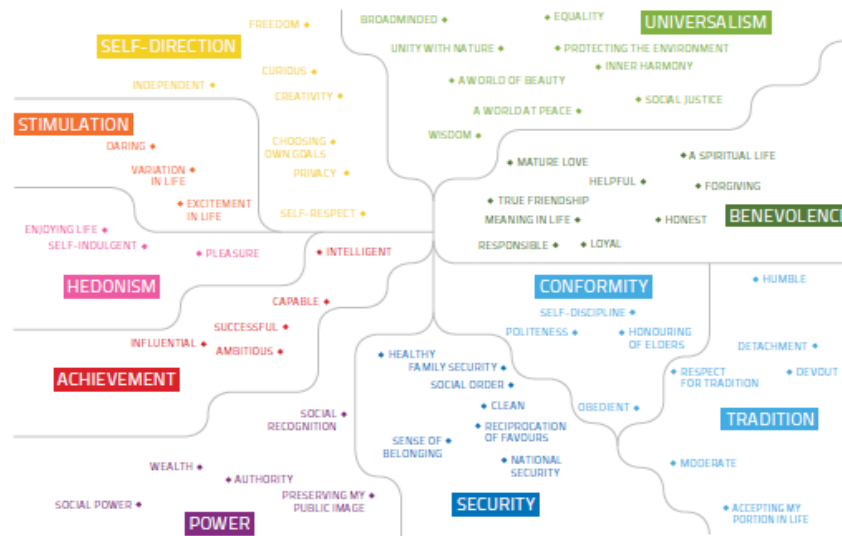 BROADMINDED
EQUALITY
UNIVERSALISM
FREEDOM
SELF-DIRECTION
UNITY WITH NATURE
PROTECTING THE ENVIRONMENT
INNER HARMONY
CURIOUS
INDEPENDENT
A WORLD OF BEAUTY
CREATIVITY
SOCIAL JUSTICE
A WORLD AT PEACE
STIMULATION
WISDOM
DARING
CHOOSING
OWN GOALS
MATURE LOVE
A SPIRITUAL LIFE
VARIATION
IN LIFE
PRIVACY
HELPFUL
FORGIVING
EXCITEMENT
IN LIFE
TRUE FRIENDSHIP
SELF-RESPECT
MEANING IN LIFE
HONEST
BENEVOLENCE
ENJOYING LIFE
SELF-INDULGENT
PLEASURE
INTELLIGENT
RESPONSIBLE
LOYAL
HEDONISM
CONFORMITY
HUMBLE
CAPABLE
SELF-DISCIPLINE
SUCCESSFUL
POLITENESS
HONOURING
OF ELDERS
INFLUENTIAL
AMBITIOUS
HEALTHY
DETACHMENT
FAMILY SECURITY
ACHIEVEMENT
SOCIAL ORDER
RESPECT
FOR TRADITION
DEVOUT
CLEAN
OBEDIENT
SOCIAL
RECOGNITION
TRADITION
RECIPROCATION
OF FAVOURS
SENSE OF
BELONGING
WEALTH
NATIONAL
SECURITY
MODERATE
AUTHORITY
SOCIAL POWER
PRESERVING MY
PUBLIC IMAGE
SECURITY
ACCEPTING MY
PORTION IN LIFE
POWER